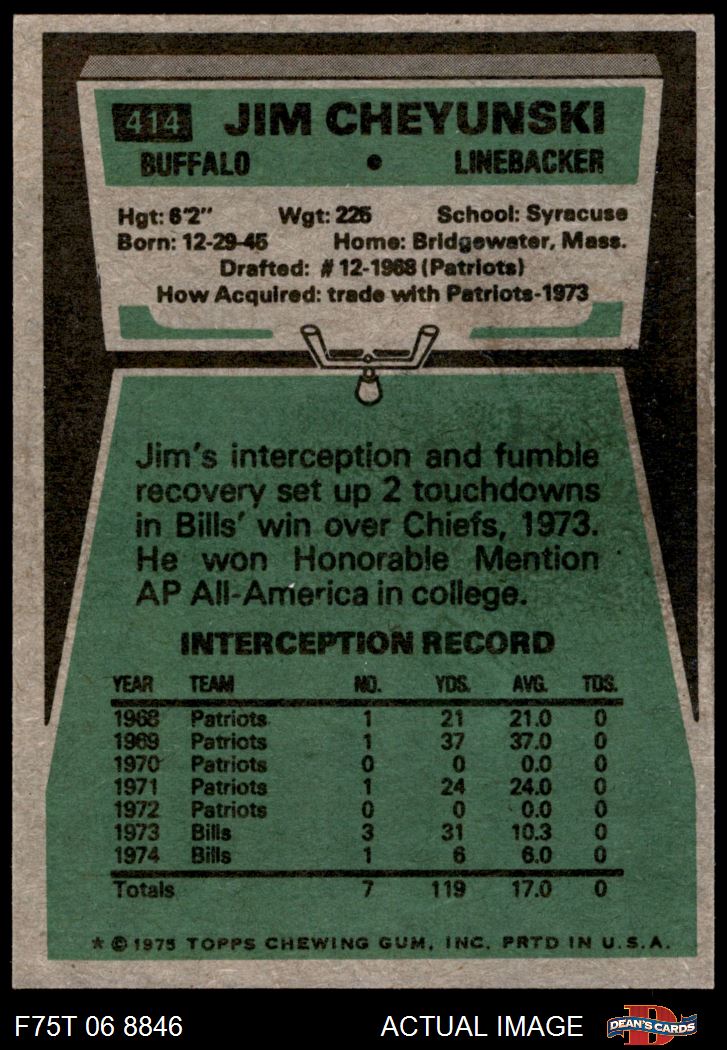 414 JIM CHEYUNSKI
BUFFALO • LINEBACKER
Hgt: 6'2" Wgt: 225 School: Syracuse
Born: 12-29-45 Home: Bridgewater, Mass.
Drafted: #12-1968 (Patriots)
How Acquired: trade with Patriots-1973
Jim's interception and fumble
recovery set up 2 touchdowns
in Bills' win over Chiefs, 1973.
He won Honorable Mention
AP All-America in college.
INTERCEPTION RECORD
YEAR TEAM NO. YDS. AVG. TDS.
1968 Patriots 1 21 21.0 0
1969 Patriots 1 37 37.0 0
1970 Patriots 0 0 0.0 0
1971 Patriots 1 24 24.0 0
1972 Patriots 0 0 0.0 0
1973 Bills 3 31 10.3 0
1974 Bills 1 6 6.0 0
Totals 7 119 17.0 0
* © 1975 TOPPS CHEWING GUM, INC. PRTD IN U.S.A.
F75T 06 8846 ACTUAL IMAGE D DEAN'S CARDS